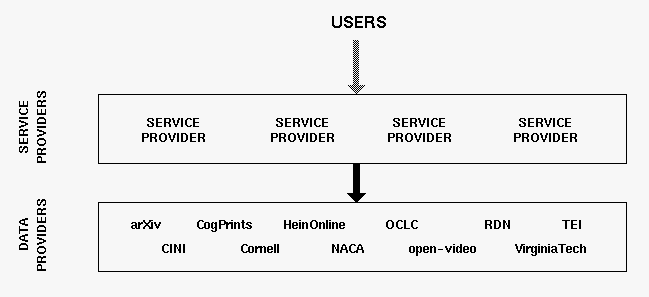 USERS
SERVICE
PROVIDERS
SERVICE PROVIDER
SERVICE PROVIDER
SERVICE PROVIDER
SERVICE PROVIDER
DATA
PROVIDERS
arXiv CogPrints HeinOnline OCLC RDN TEI
CINI Cornell NACA open-video VirginiaTech